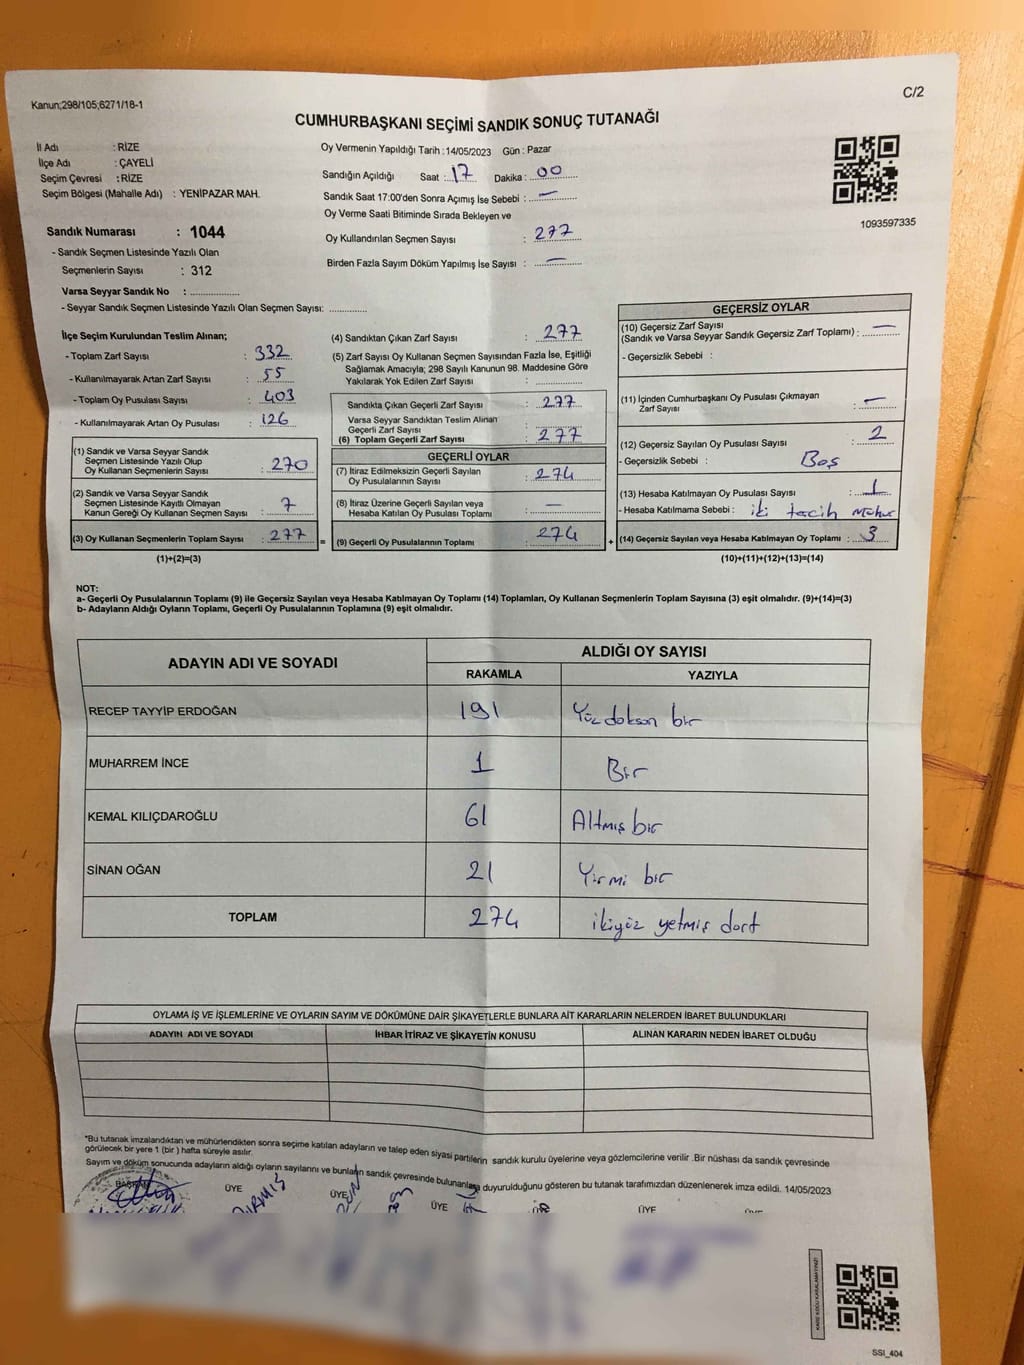 Kanun;298/105;6271/18-1
C/2
CUMHURBAŞKANI SEÇİMİ SANDIK SONUÇ TUTANAĞI
İl Adı : RİZE
İlçe Adı : ÇAYELİ
Seçim Çevresi : RİZE
Seçim Bölgesi (Mahalle Adı) : YENİPAZAR MAH.
Oy Vermenin Yapıldığı Tarih : 14/05/2023 Gün : Pazar
Sandığın Açıldığı Saat : 17 Dakika : 00
Sandık Saat 17:00'den Sonra Açımış İse Sebebi : —
Oy Verme Saati Bitiminde Sırada Bekleyen ve
Oy Kullandırılan Seçmen Sayısı : 277
Birden Fazla Sayım Döküm Yapılmış İse Sayısı : —
1093597335
Sandık Numarası : 1044
- Sandık Seçmen Listesinde Yazılı Olan
Seçmenlerin Sayısı : 312
Varsa Seyyar Sandık No : ..................
- Seyyar Sandık Seçmen Listesinde Yazılı Olan Seçmen Sayısı: ..............
İlçe Seçim Kurulundan Teslim Alınan;
- Toplam Zarf Sayısı : 332
- Kullanılmayarak Artan Zarf Sayısı : 55
- Toplam Oy Pusulası Sayısı : 403
- Kullanılmayarak Artan Oy Pusulası : 126
(1) Sandık ve Varsa Seyyar Sandık
Seçmen Listesinde Yazılı Olup
Oy Kullanan Seçmenlerin Sayısı : 270
(2) Sandık ve Varsa Seyyar Sandık
Seçmen Listesinde Kayıtlı Olmayan
Kanun Gereği Oy Kullanan Seçmen Sayısı : 7
(3) Oy Kullanan Seçmenlerin Toplam Sayısı : 277 =
(1)+(2)=(3)
(4) Sandıktan Çıkan Zarf Sayısı : 277
(5) Zarf Sayısı Oy Kullanan Seçmen Sayısından Fazla İse, Eşitliği
Sağlamak Amacıyla; 298 Sayılı Kanunun 98. Maddesine Göre
Yakılarak Yok Edilen Zarf Sayısı : ..............
Sandıkta Çıkan Geçerli Zarf Sayısı : 277
Varsa Seyyar Sandıktan Teslim Alınan
Geçerli Zarf Sayısı
(6) Toplam Geçerli Zarf Sayısı : 277
GEÇERLİ OYLAR
(7) İtiraz Edilmeksizin Geçerli Sayılan
Oy Pusulalarının Sayısı : 274
(8) İtiraz Üzerine Geçerli Sayılan veya
Hesaba Katılan Oy Pusulası Toplamı : —
(9) Geçerli Oy Pusulalarının Toplamı : 274 +
GEÇERSİZ OYLAR
(10) Geçersiz Zarf Sayısı
(Sandık ve Varsa Seyyar Sandık Geçersiz Zarf Toplamı) : —
- Geçersizlik Sebebi :
(11) İçinden Cumhurbaşkanı Oy Pusulası Çıkmayan
Zarf Sayısı : —
(12) Geçersiz Sayılan Oy Pusulası Sayısı : 2
- Geçersizlik Sebebi : Boş
(13) Hesaba Katılmayan Oy Pusulası Sayısı : 1
- Hesaba Katılmama Sebebi : iki tecih mühür
(14) Geçersiz Sayılan veya Hesaba Katılmayan Oy Toplamı : 3
(10)+(11)+(12)+(13)=(14)
NOT:
a- Geçerli Oy Pusulalarının Toplamı (9) ile Geçersiz Sayılan veya Hesaba Katılmayan Oy Toplamı (14) Toplamları, Oy Kullanan Seçmenlerin Toplam Sayısına (3) eşit olmalıdır. (9)+(14)=(3)
b- Adayların Aldığı Oyların Toplamı, Geçerli Oy Pusulalarının Toplamına (9) eşit olmalıdır.
ADAYIN ADI VE SOYADI ALDIĞI OY SAYISI
RAKAMLA YAZIYLA
RECEP TAYYİP ERDOĞAN 191 Yüz doksan bir
MUHARREM İNCE 1 Bir
KEMAL KILIÇDAROĞLU 61 Altmış bir
SİNAN OĞAN 21 Yirmi bir
TOPLAM 274 ikiyüz yetmiş dört
OYLAMA İŞ VE İŞLEMLERİNE VE OYLARIN SAYIM VE DÖKÜMÜNE DAİR ŞİKAYETLERLE BUNLARA AİT KARARLARIN NELERDEN İBARET BULUNDUKLARI
ADAYIN ADI VE SOYADI İHBAR İTİRAZ VE ŞİKAYETİN KONUSU ALINAN KARARIN NEDEN İBARET OLDUĞU
*Bu tutanak imzalandıktan ve mühürlendikten sonra seçime katılan adayların ve talep eden siyasi partilerin sandık kurulu üyelerine veya gözlemcilerine verilir .Bir nüshası da sandık çevresinde
görülecek bir yere 1 (bir ) hafta süreyle asılır.
Sayım ve döküm sonucunda adayların aldığı oyların sayılarını ve bunların sandık çevresinde bulunanlara duyurulduğunu gösteren bu tutanak tarafımızdan düzenlenerek imza edildi. 14/05/2023
BAŞKAN ÜYE ÜYE ÜYE ÜYE
SSI_404